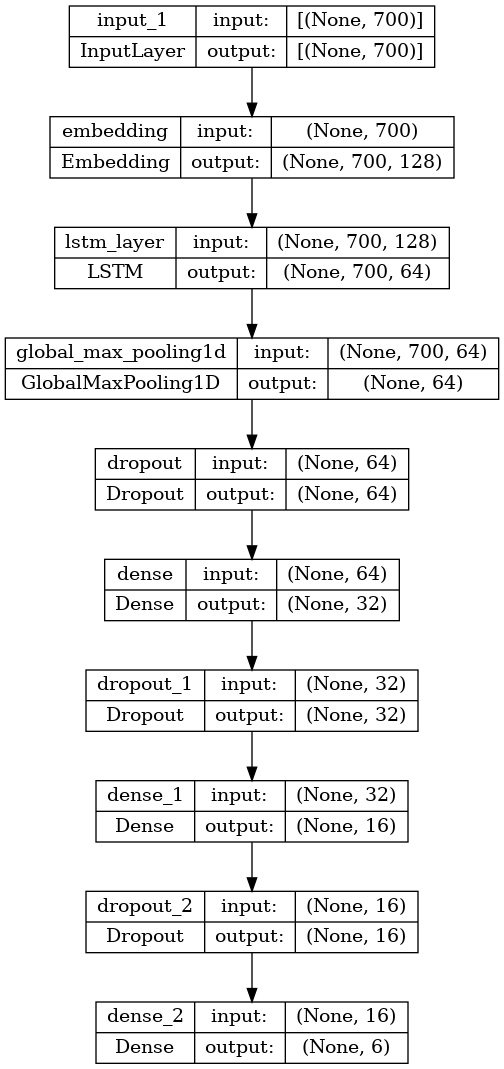 input_1 input: [(None, 700)]
InputLayer output: [(None, 700)]
embedding input: (None, 700)
Embedding output: (None, 700, 128)
lstm_layer input: (None, 700, 128)
LSTM output: (None, 700, 64)
global_max_pooling1d input: (None, 700, 64)
GlobalMaxPooling1D output: (None, 64)
dropout input: (None, 64)
Dropout output: (None, 64)
dense input: (None, 64)
Dense output: (None, 32)
dropout_1 input: (None, 32)
Dropout output: (None, 32)
dense_1 input: (None, 32)
Dense output: (None, 16)
dropout_2 input: (None, 16)
Dropout output: (None, 16)
dense_2 input: (None, 16)
Dense output: (None, 6)